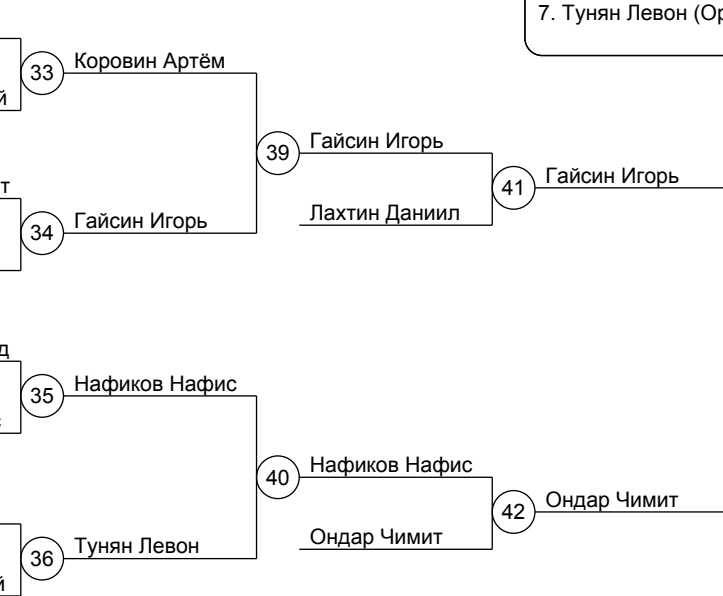 7. Тунян Левон
33 Коровин Артём
39 Гайсин Игорь
41 Гайсин Игорь
Лахтин Даниил
34 Гайсин Игорь
35 Нафиков Нафис
40 Нафиков Нафис
42 Ондар Чимит
Ондар Чимит
36 Тунян Левон